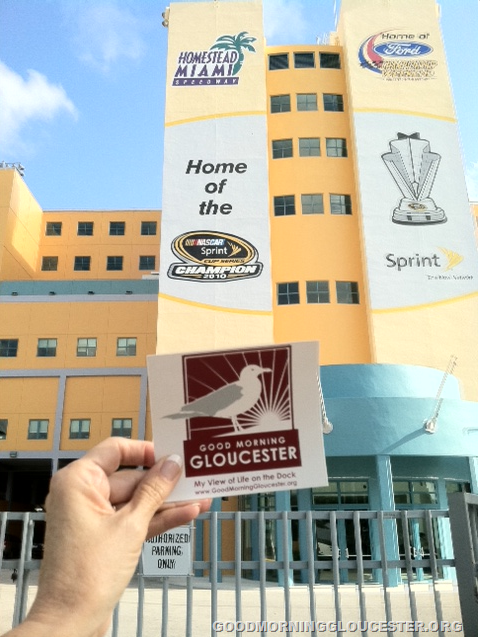 HOMESTEAD
MIAMI
SPEEDWAY
Home of
Ford
CHAMPIONSHIP
Home
of
the
NASCAR
Sprint
CUP SERIES
CHAMPION
2010
Sprint
GOOD MORNING
GLOUCESTER
My View of Life on the Dock
www.GoodMorningGloucester.org
AUTHORIZED
PARKING
ONLY
GOODMORNINGGLOUCESTER.ORG